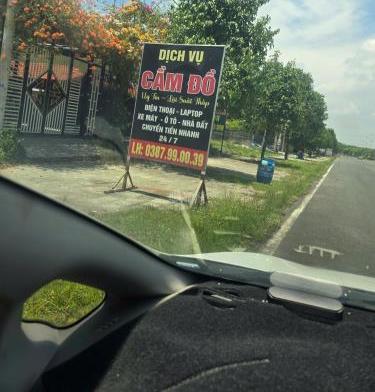 DỊCH VỤ
CẦM ĐỒ
Uy Tín - Lãi Suất Thấp
ĐIỆN THOẠI - LAPTOP
XE MÁY - Ô TÔ - NHÀ ĐẤT
CHUYỂN TIỀN NHANH
24/7
LH: 0387.99.00.39